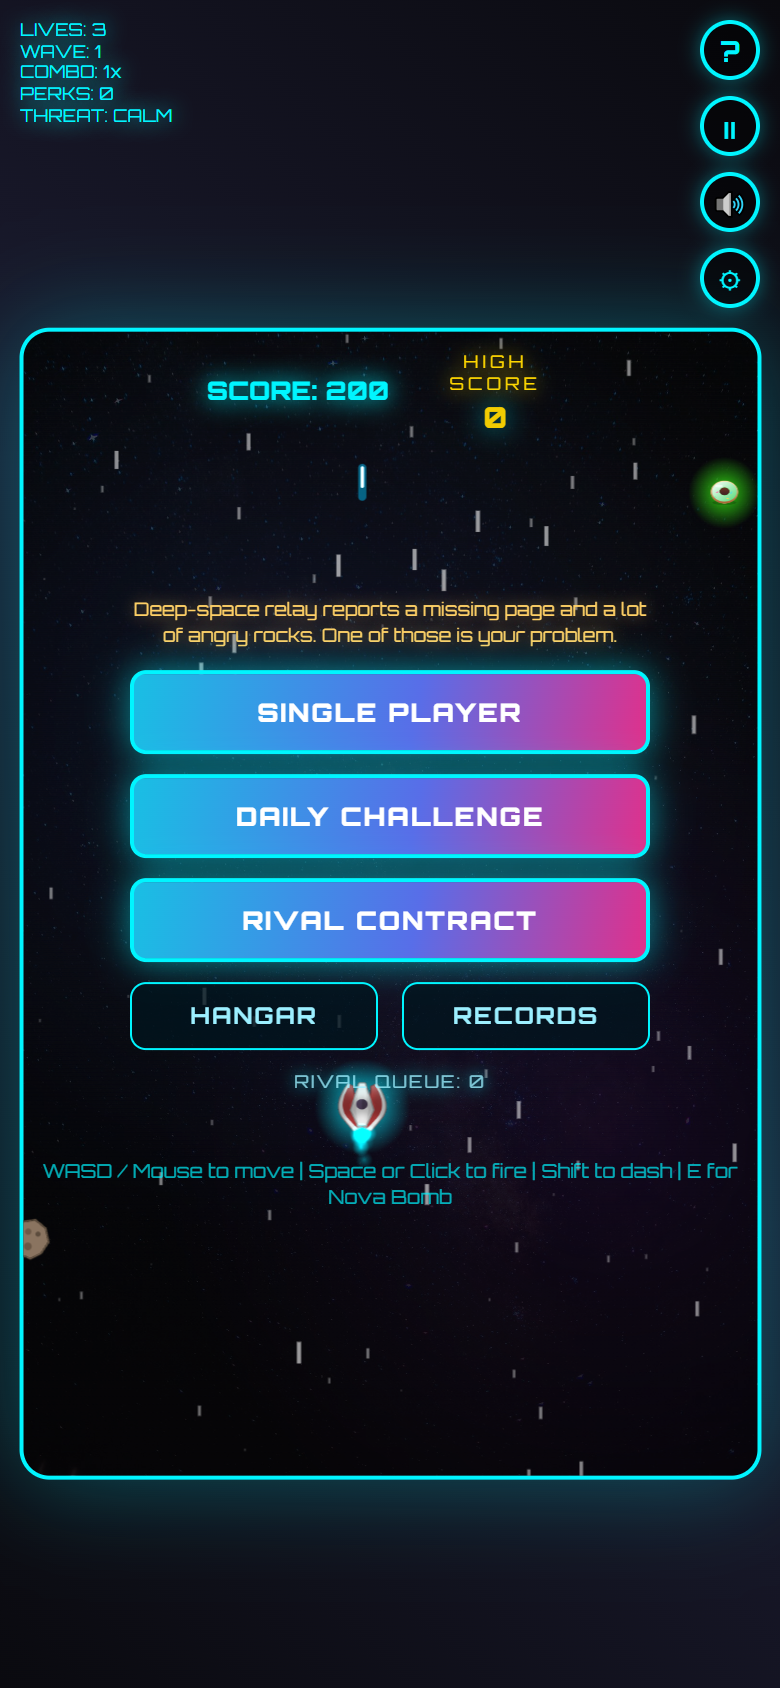 LIVES: 3
WAVE: 1
COMBO: 1x
PERKS: 0
THREAT: CALM
?
SCORE: 200
HIGH
SCORE
0
Deep-space relay reports a missing page and a lot
of angry rocks. One of those is your problem.
SINGLE PLAYER
DAILY CHALLENGE
RIVAL CONTRACT
HANGAR
RECORDS
RIVAL QUEUE: 0
WASD / Mouse to move | Space or Click to fire | Shift to dash | E for
Nova Bomb